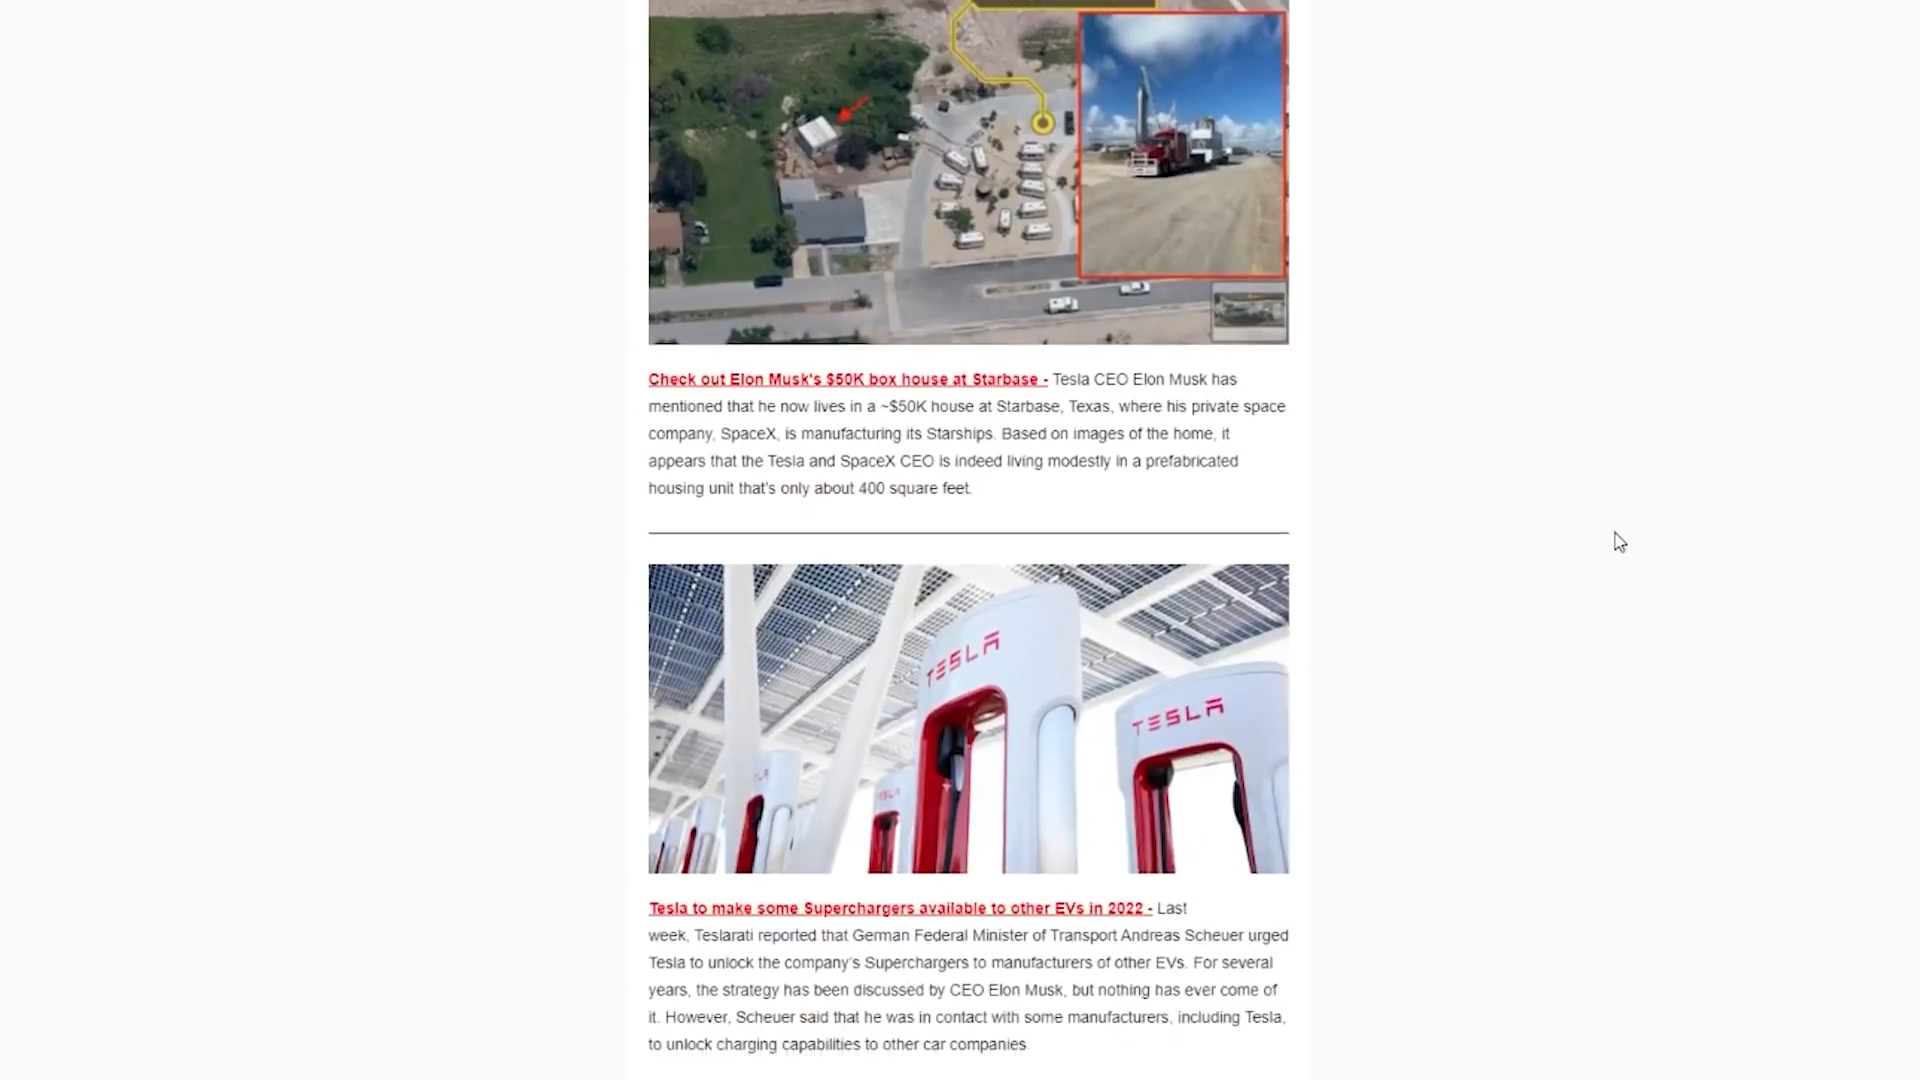 Check out Elon Musk's $50K box house at Starbase - Tesla CEO Elon Musk has
mentioned that he now lives in a ~$50K house at Starbase, Texas, where his private space
company, SpaceX, is manufacturing its Starships. Based on images of the home, it
appears that the Tesla and SpaceX CEO is indeed living modestly in a prefabricated
housing unit that's only about 400 square feet.
TESLA
TESLA
TESLA
Tesla to make some Superchargers available to other EVs in 2022 - Last
week, Teslarati reported that German Federal Minister of Transport Andreas Scheuer urged
Tesla to unlock the company's Superchargers to manufacturers of other EVs. For several
years, the strategy has been discussed by CEO Elon Musk, but nothing has ever come of
it. However, Scheuer said that he was in contact with some manufacturers, including Tesla,
to unlock charging capabilities to other car companies.